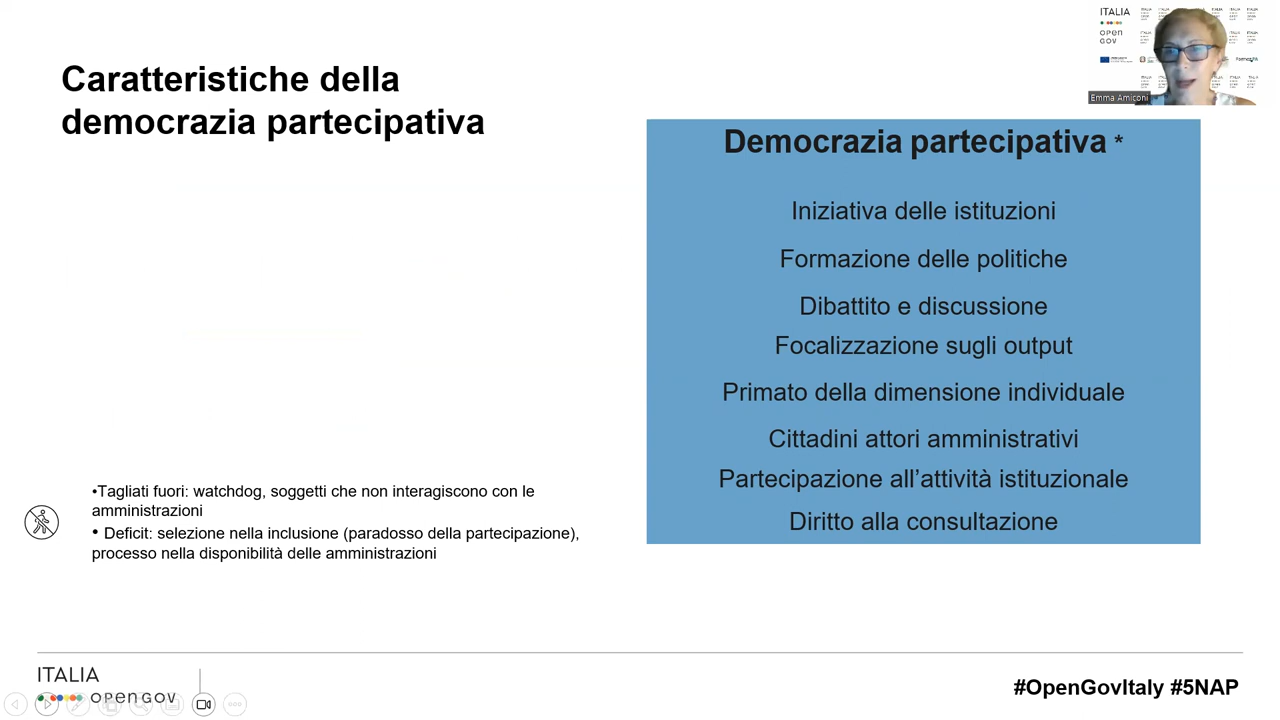 Caratteristiche della
democrazia partecipativa
ITALIA
OPEN
GOV
Emma Amiconi
Democrazia partecipativa *
Iniziativa delle istituzioni
Formazione delle politiche
Dibattito e discussione
Focalizzazione sugli output
Primato della dimensione individuale
Cittadini attori amministrativi
Partecipazione all’attività istituzionale
Diritto alla consultazione
•Tagliati fuori: watchdog, soggetti che non interagiscono con le
amministrazioni
• Deficit: selezione nella inclusione (paradosso della partecipazione),
processo nella disponibilità delle amministrazioni
ITALIA
OPENGOV
#OpenGovItaly #5NAP